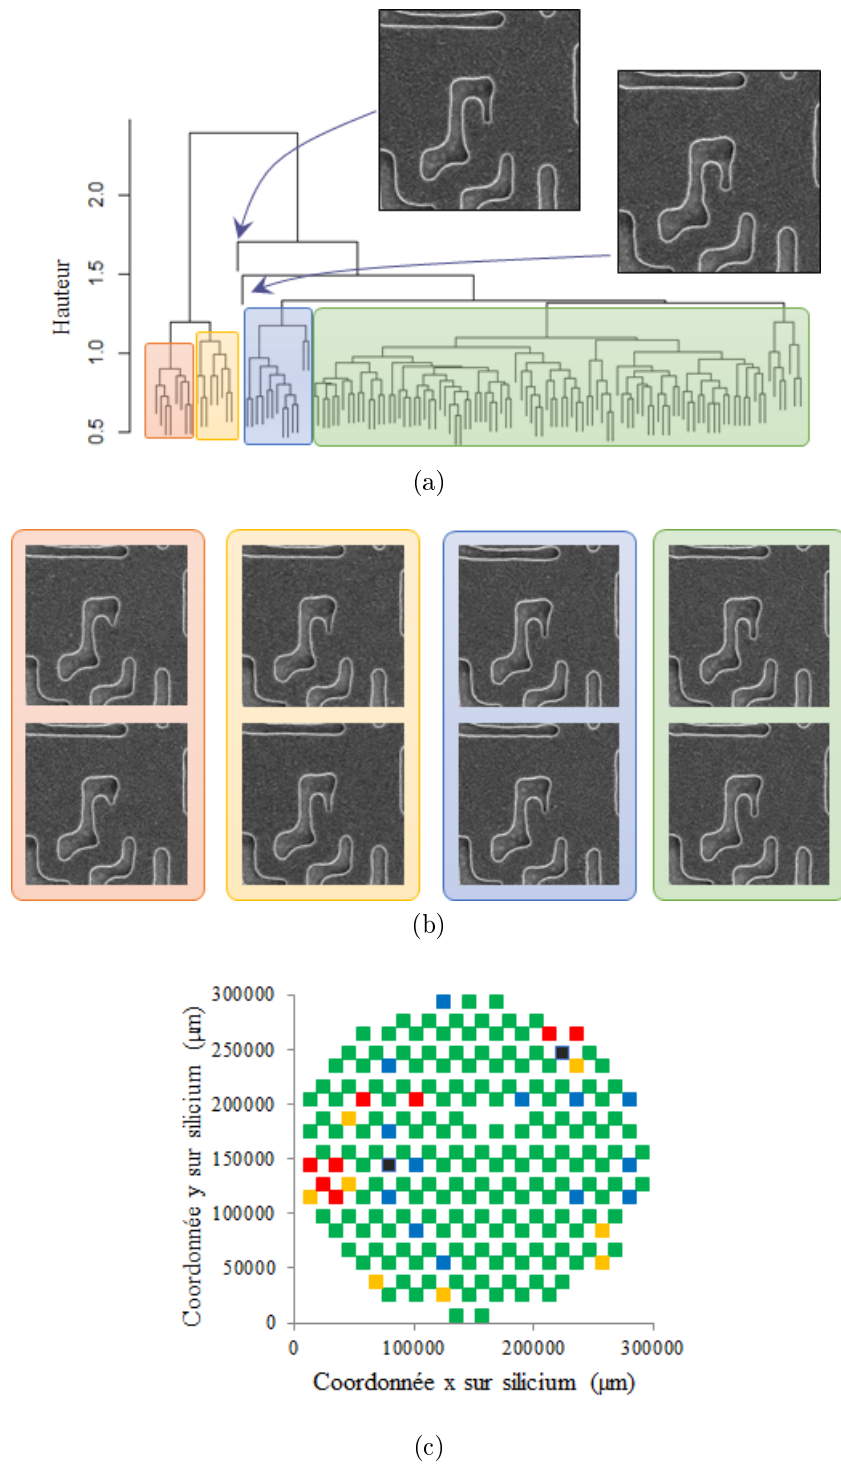 Hauteur
2.0
1.5
1.0
0.5
(a)
(b)
Coordonnée y sur silicium (μm)
300000
250000
200000
150000
100000
50000
0
0 100000 200000 300000
Coordonnée x sur silicium (μm)
(c)